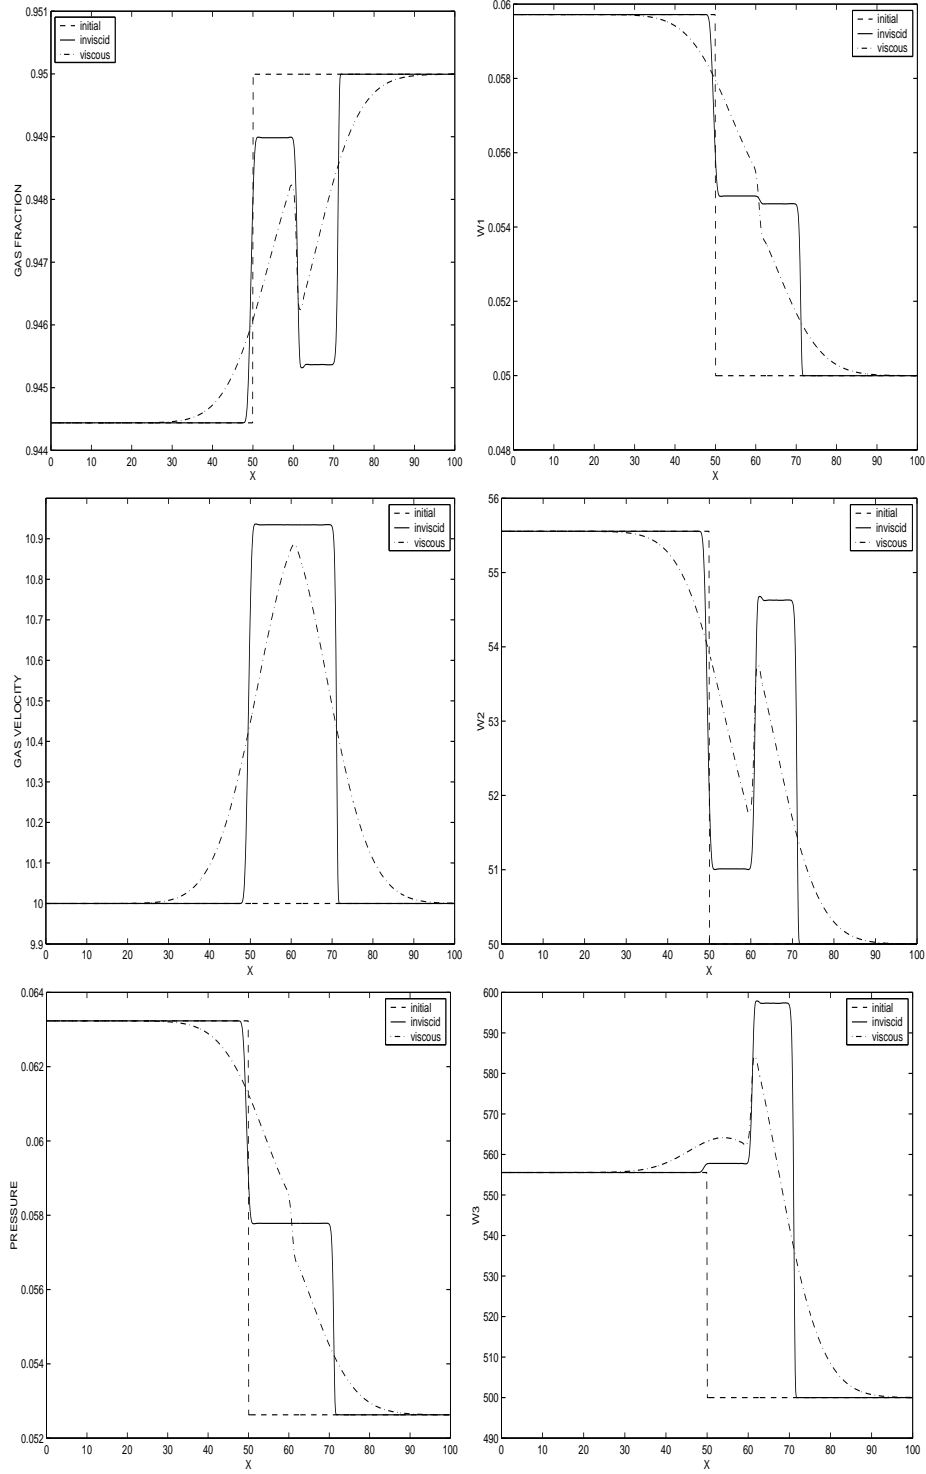 0.951
0.95
0.949
0.948
0.947
0.946
0.945
0.944
GAS FRACTION
initial
inviscid
viscous
0 10 20 30 40 50 60 70 80 90 100
X
0.06
0.058
0.056
0.054
0.052
0.05
0.048
W1
initial
inviscid
viscous
0 10 20 30 40 50 60 70 80 90 100
X
10.9
10.8
10.7
10.6
10.5
10.4
10.3
10.2
10.1
10
9.9
GAS VELOCITY
initial
inviscid
viscous
0 10 20 30 40 50 60 70 80 90 100
X
56
55
54
53
52
51
50
W2
initial
inviscid
viscous
0 10 20 30 40 50 60 70 80 90 100
X
0.064
0.062
0.06
0.058
0.056
0.054
0.052
PRESSURE
initial
inviscid
viscous
0 10 20 30 40 50 60 70 80 90 100
X
600
590
580
570
560
550
540
530
520
510
500
490
W3
initial
inviscid
viscous
0 10 20 30 40 50 60 70 80 90 100
X